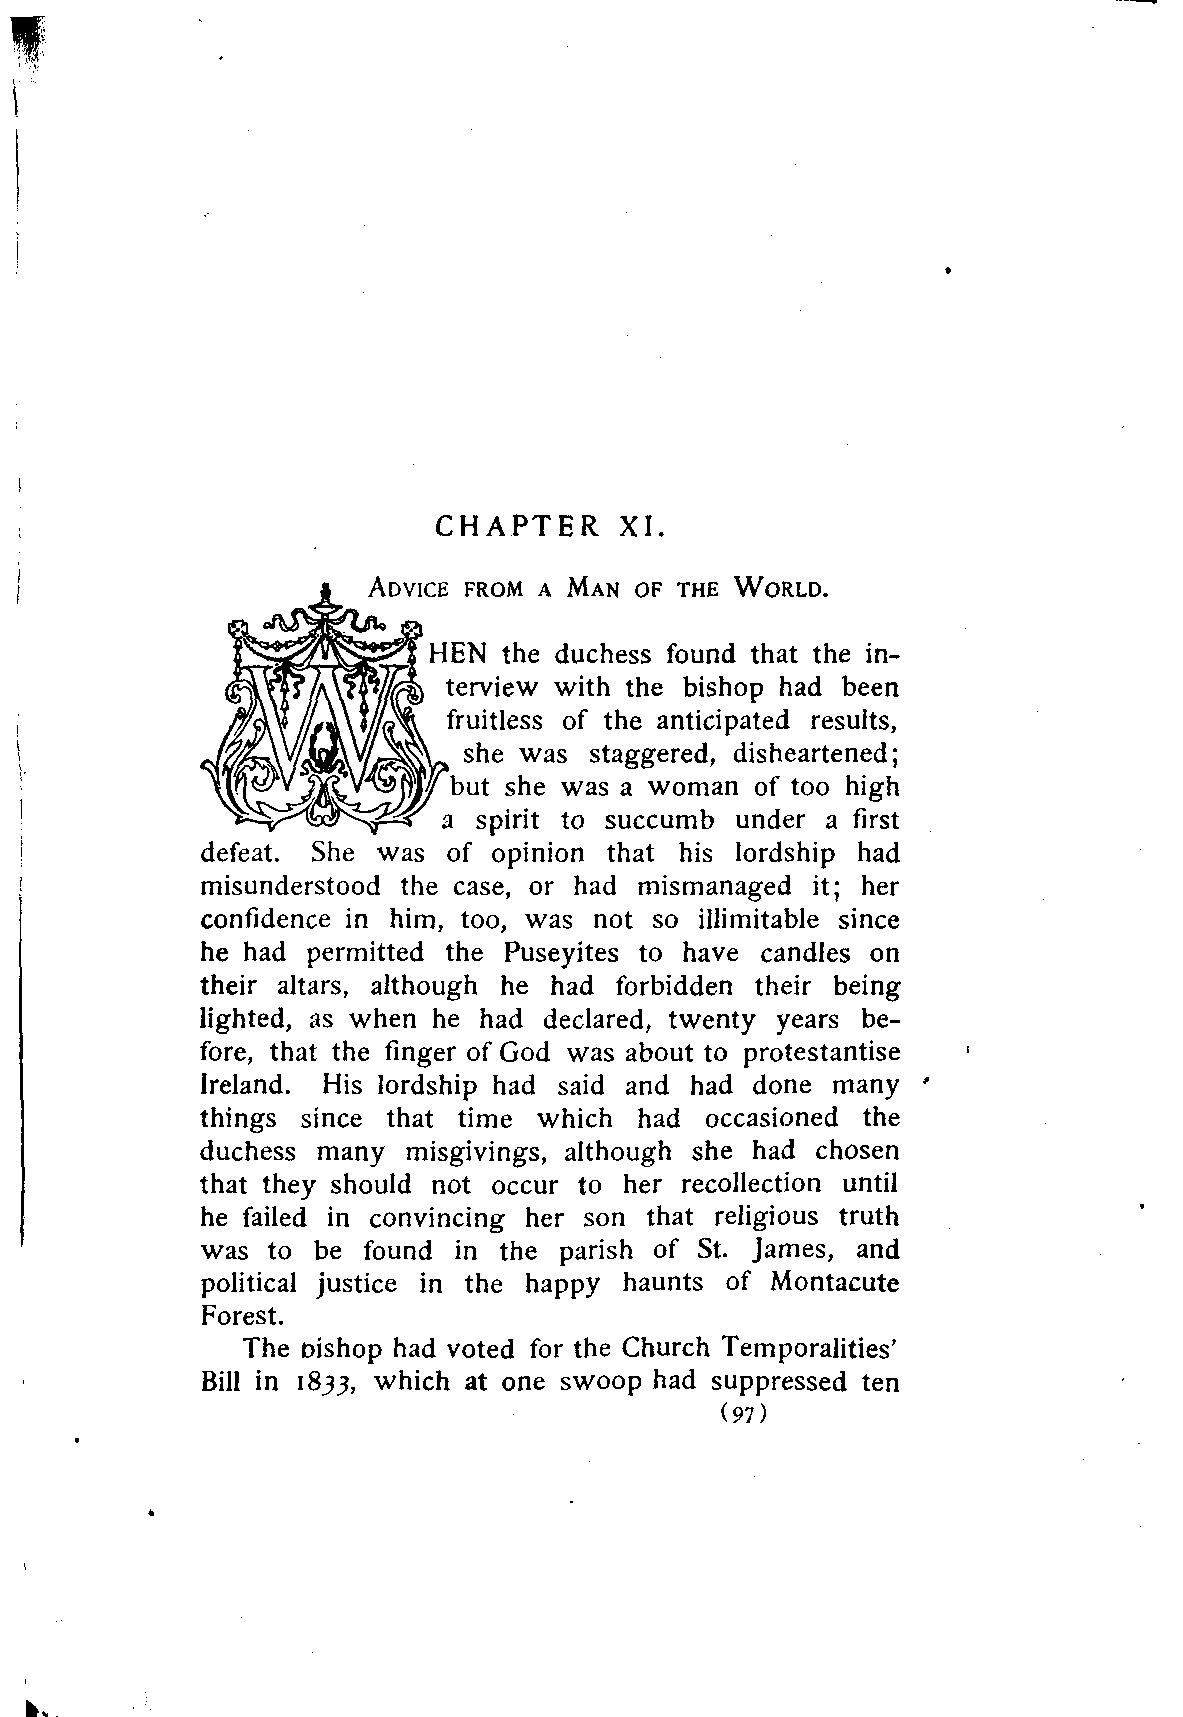 CHAPTER XI.
ADVICE FROM A MAN OF THE WORLD.
WHEN the duchess found that the in-
terview with the bishop had been
fruitless of the anticipated results,
she was staggered, disheartened;
but she was a woman of too high
a spirit to succumb under a first
defeat. She was of opinion that his lordship had
misunderstood the case, or had mismanaged it; her
confidence in him, too, was not so illimitable since
he had permitted the Puseyites to have candles on
their altars, although he had forbidden their being
lighted, as when he had declared, twenty years be-
fore, that the finger of God was about to protestantise
Ireland. His lordship had said and had done many
things since that time which had occasioned the
duchess many misgivings, although she had chosen
that they should not occur to her recollection until
he failed in convincing her son that religious truth
was to be found in the parish of St. James, and
political justice in the happy haunts of Montacute
Forest.
The bishop had voted for the Church Temporalities'
Bill in 1833, which at one swoop had suppressed ten
(97)